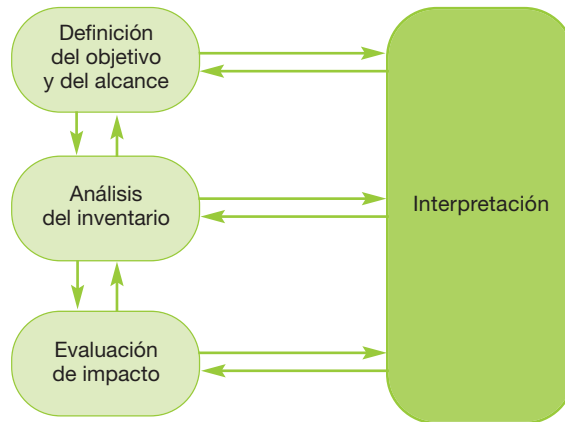 Definición
del objetivo
y del alcance
Análisis
del inventario
Interpretación
Evaluación
de impacto